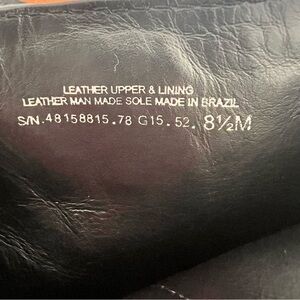 LEATHER UPPER & LINING
LEATHER MAN MADE SOLE MADE IN BRAZIL
S/N.48158815.78 G15.52. 8½M